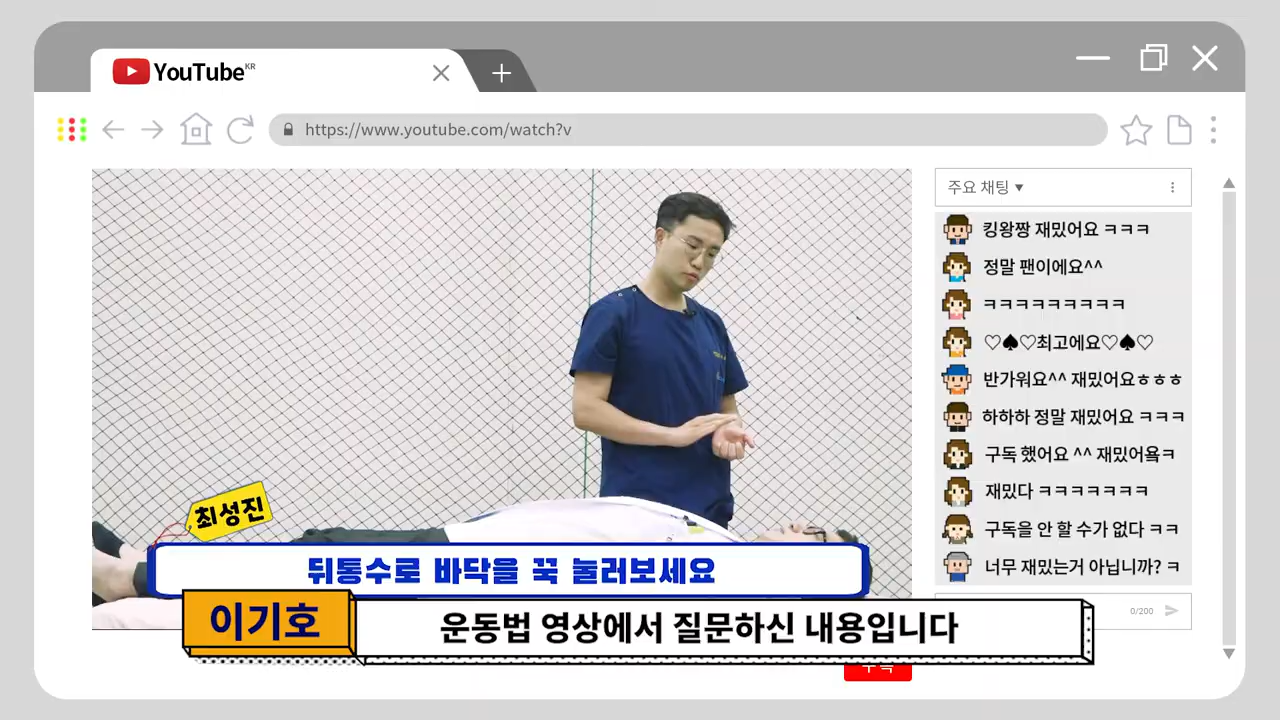 YouTube KR
https://www.youtube.com/watch?v
주요 채팅 ▼
킹왕짱 재밌어요 ㅋㅋㅋ
정말 팬이에요^^
ㅋㅋㅋㅋㅋㅋㅋㅋㅋ
♡♠♡최고에요♡♠♡
반가워요^^ 재밌어요ㅎㅎㅎ
하하하 정말 재밌어요 ㅋㅋㅋ
구독 했어요 ^^ 재밌어욬ㅋ
재밌다 ㅋㅋㅋㅋㅋㅋㅋ
구독을 안 할 수가 없다 ㅋㅋ
너무 재밌는거 아닙니까? ㅋ
0/200
최성진
뒤통수로 바닥을 꾹 눌러보세요
이기호
운동법 영상에서 질문하신 내용입니다